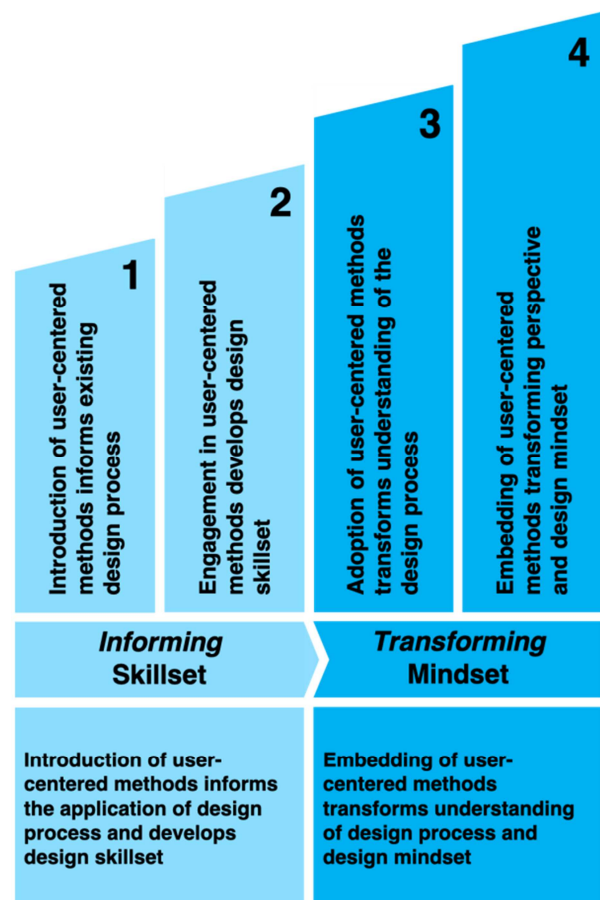 1
Introduction of user-centered
methods informs existing
design process
2
Engagement in user-centered
methods develops design
skillset
3
Adoption of user-centered methods
transforms understanding of the
design process
4
Embedding of user-centered
methods transforming perspective
and design mindset
Informing
Skillset
Transforming
Mindset
Introduction of user-
centered methods informs
the application of design
process and develops
design skillset
Embedding of user-
centered methods
transforms understanding
of design process and
design mindset